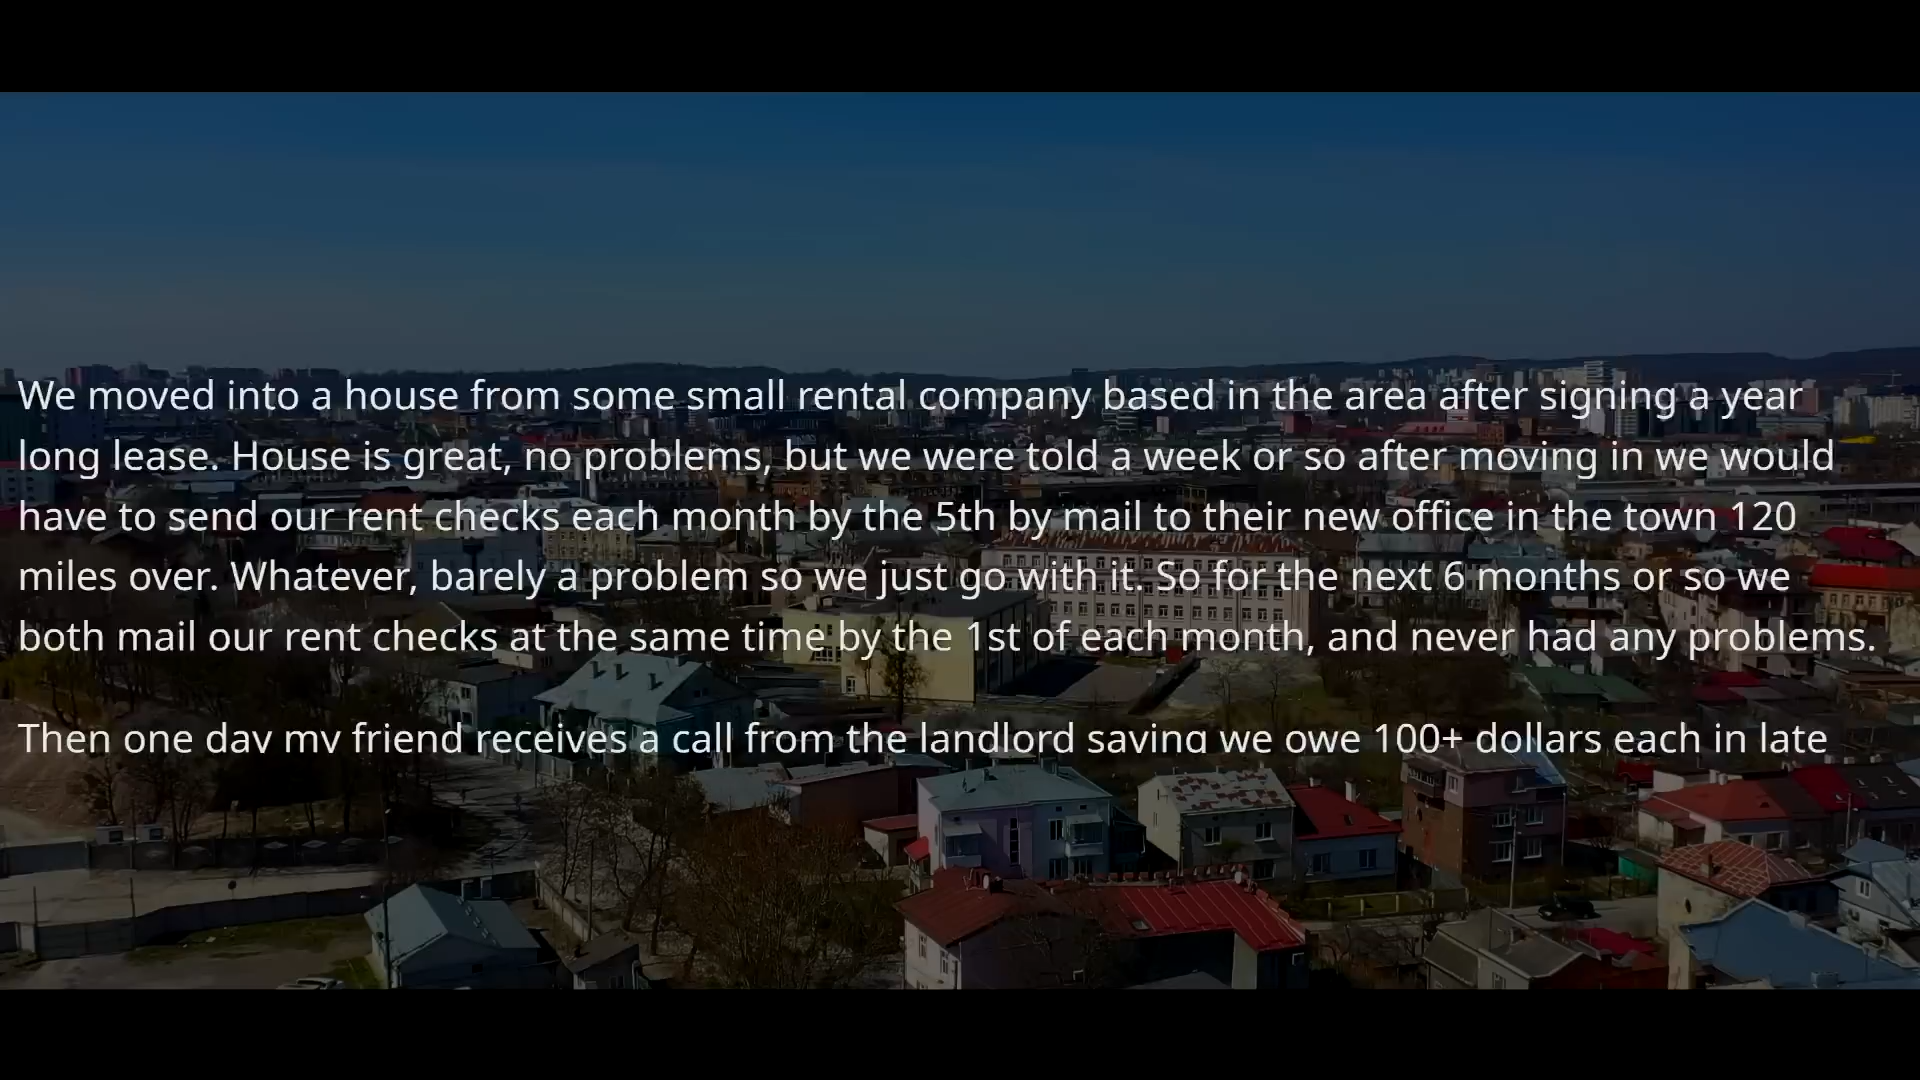 We moved into a house from some small rental company based in the area after signing a year
long lease. House is great, no problems, but we were told a week or so after moving in we would
have to send our rent checks each month by the 5th by mail to their new office in the town 120
miles over. Whatever, barely a problem so we just go with it. So for the next 6 months or so we
both mail our rent checks at the same time by the 1st of each month, and never had any problems.
Then one day my friend receives a call from the landlord saying we owe 100+ dollars each in late